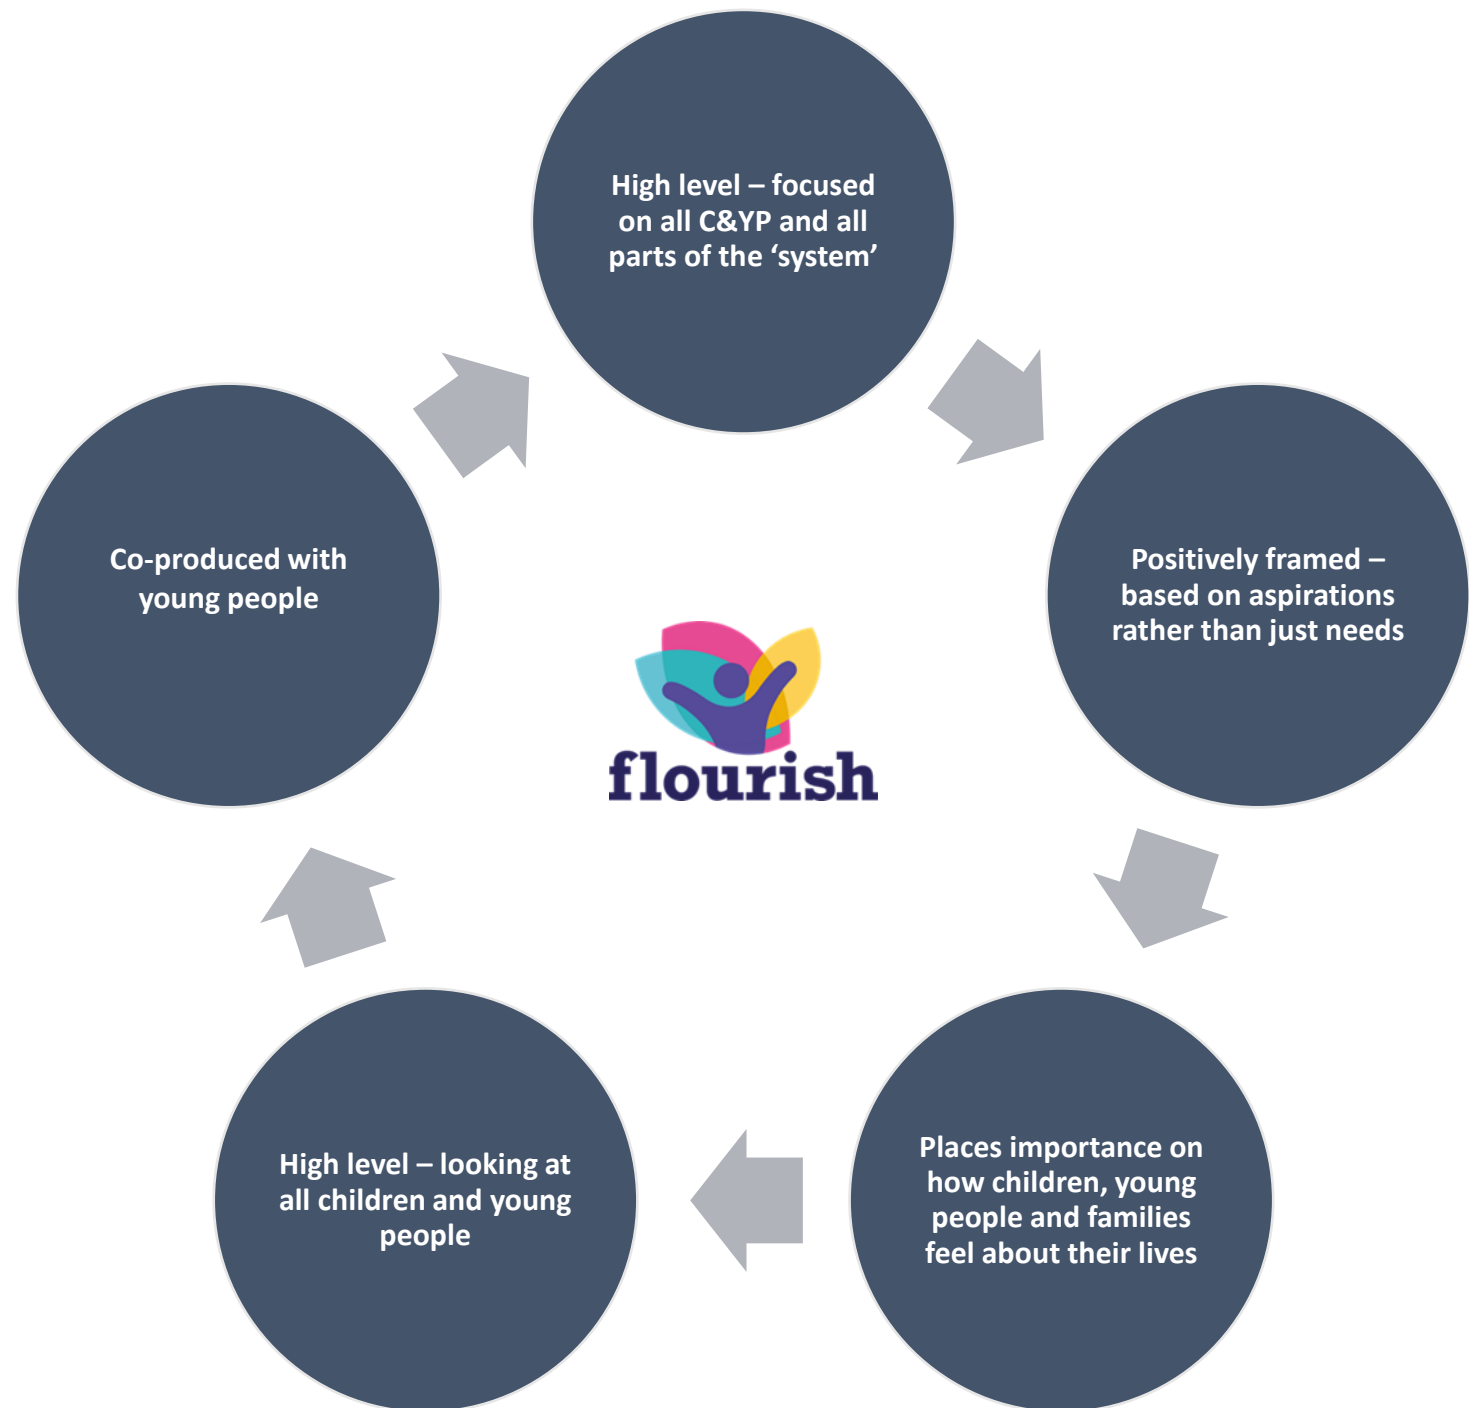 High level – focused
on all C&YP and all
parts of the ‘system’
Positively framed –
based on aspirations
rather than just needs
Places importance on
how children, young
people and families
feel about their lives
High level – looking at
all children and young
people
Co-produced with
young people
flourish